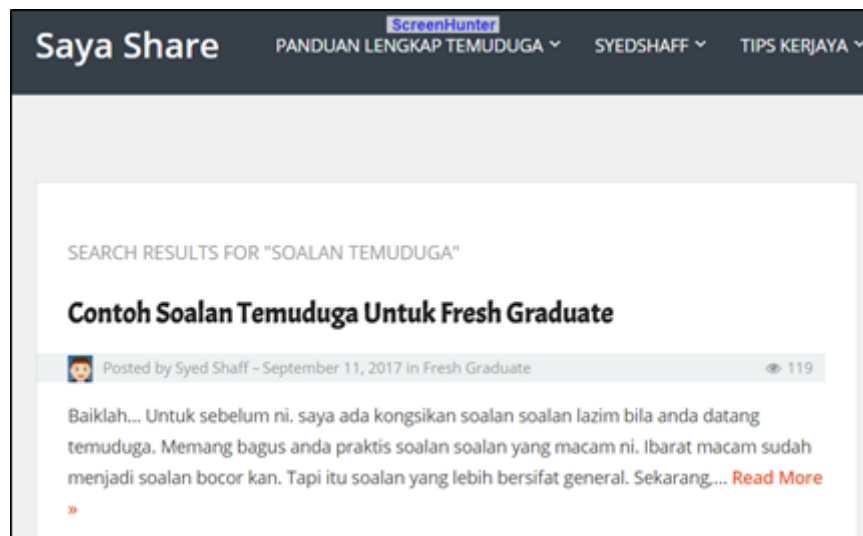 ScreenHunter
Saya Share PANDUAN LENGKAP TEMUDUGA SYEDSHAFF TIPS KERJAYA
SEARCH RESULTS FOR "SOALAN TEMUDUGA"
Contoh Soalan Temuduga Untuk Fresh Graduate
Posted by Syed Shaff – September 11, 2017 in Fresh Graduate 119
Baiklah... Untuk sebelum ni. saya ada kongsikan soalan soalan lazim bila anda datang
temuduga. Memang bagus anda praktis soalan soalan yang macam ni. Ibarat macam sudah
menjadi soalan bocor kan. Tapi itu soalan yang lebih bersifat general. Sekarang,... Read More
»